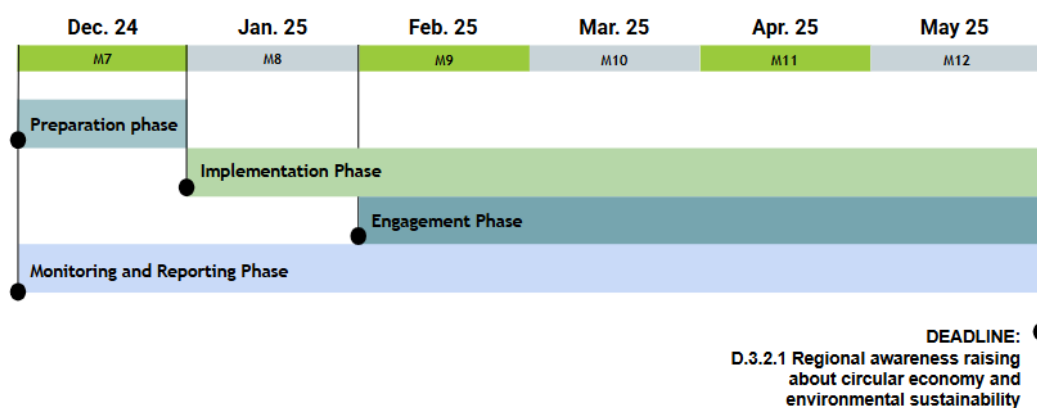 Dec. 24 Jan. 25 Feb. 25 Mar. 25 Apr. 25 May 25
M7 M8 M9 M10 M11 M12
Preparation phase
Implementation Phase
Engagement Phase
Monitoring and Reporting Phase
DEADLINE:
D.3.2.1 Regional awareness raising
about circular economy and
environmental sustainability